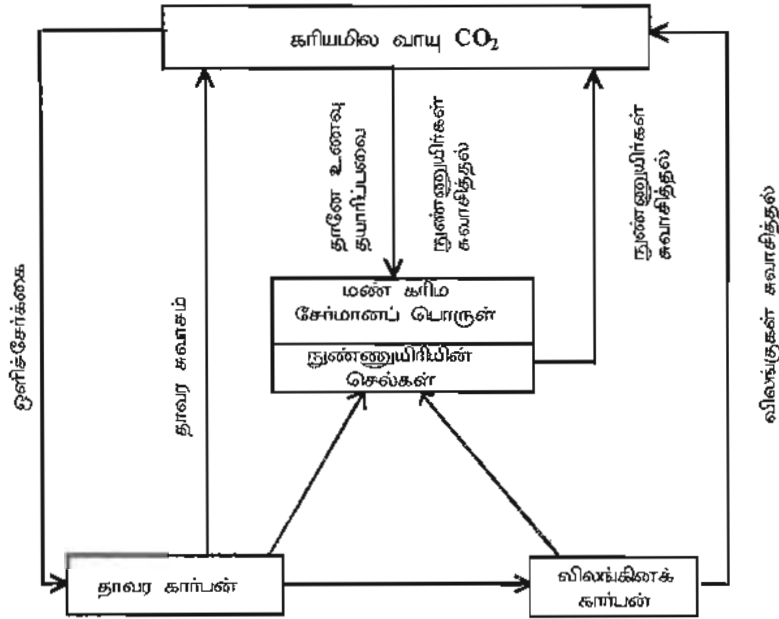 கரியமில வாயு CO₂
ஒளிச்சேர்க்கை
தாவர சுவாசம்
தானே உணவு
தயாரிப்பவை
நுண்ணுயிர்கள்
சுவாசித்தல்
நுண்ணுயிர்கள்
சுவாசித்தல்
விலங்குகள் சுவாசித்தல்
மண் கரிம
சேர்மானப் பொருள்
நுண்ணுயிரியின்
செல்கள்
தாவர கார்பன்
விலங்கினக்
கார்பன்